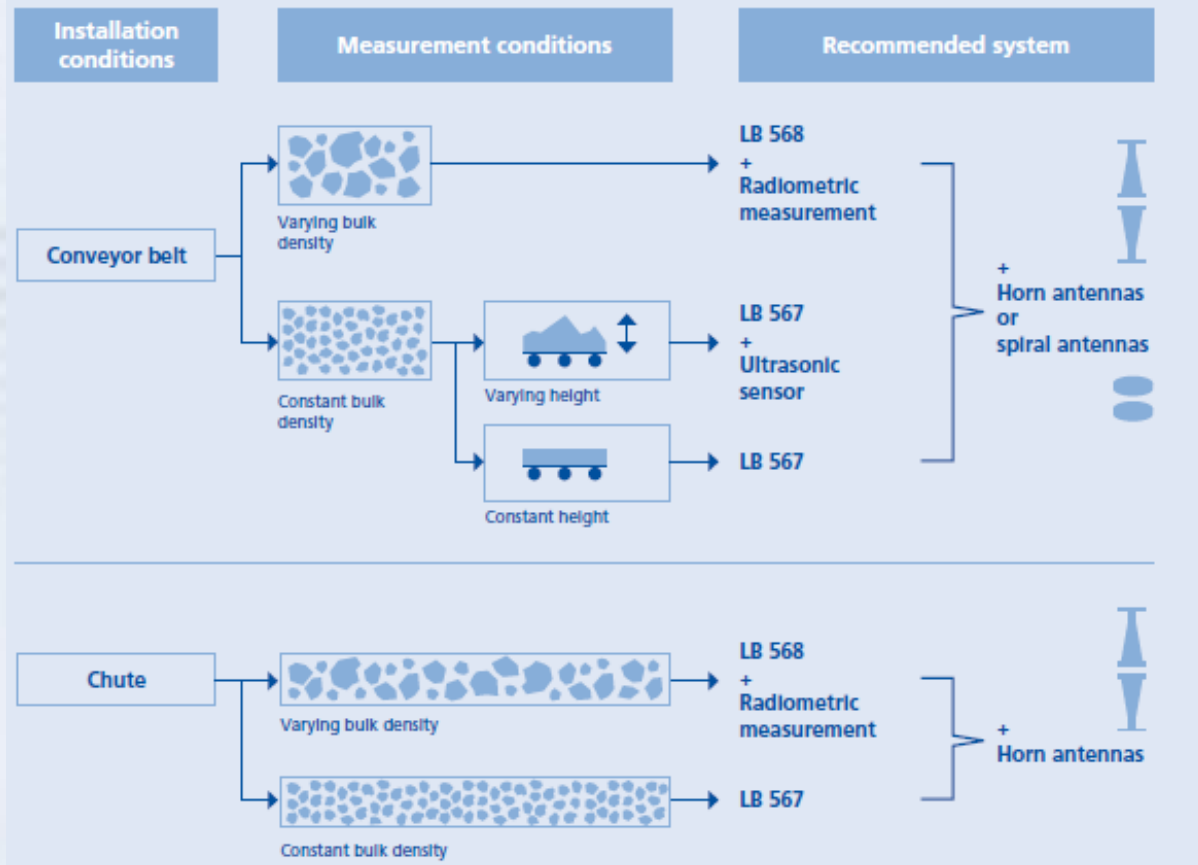 Installation
conditions
Measurement conditions
Recommended system
Conveyor belt
Varying bulk
density
LB 568
+
Radiometric
measurement
Constant bulk
density
Varying height
LB 567
+
Ultrasonic
sensor
Constant height
LB 567
+
Horn antennas
or
spiral antennas
Chute
Varying bulk density
LB 568
+
Radiometric
measurement
Constant bulk density
LB 567
+
Horn antennas